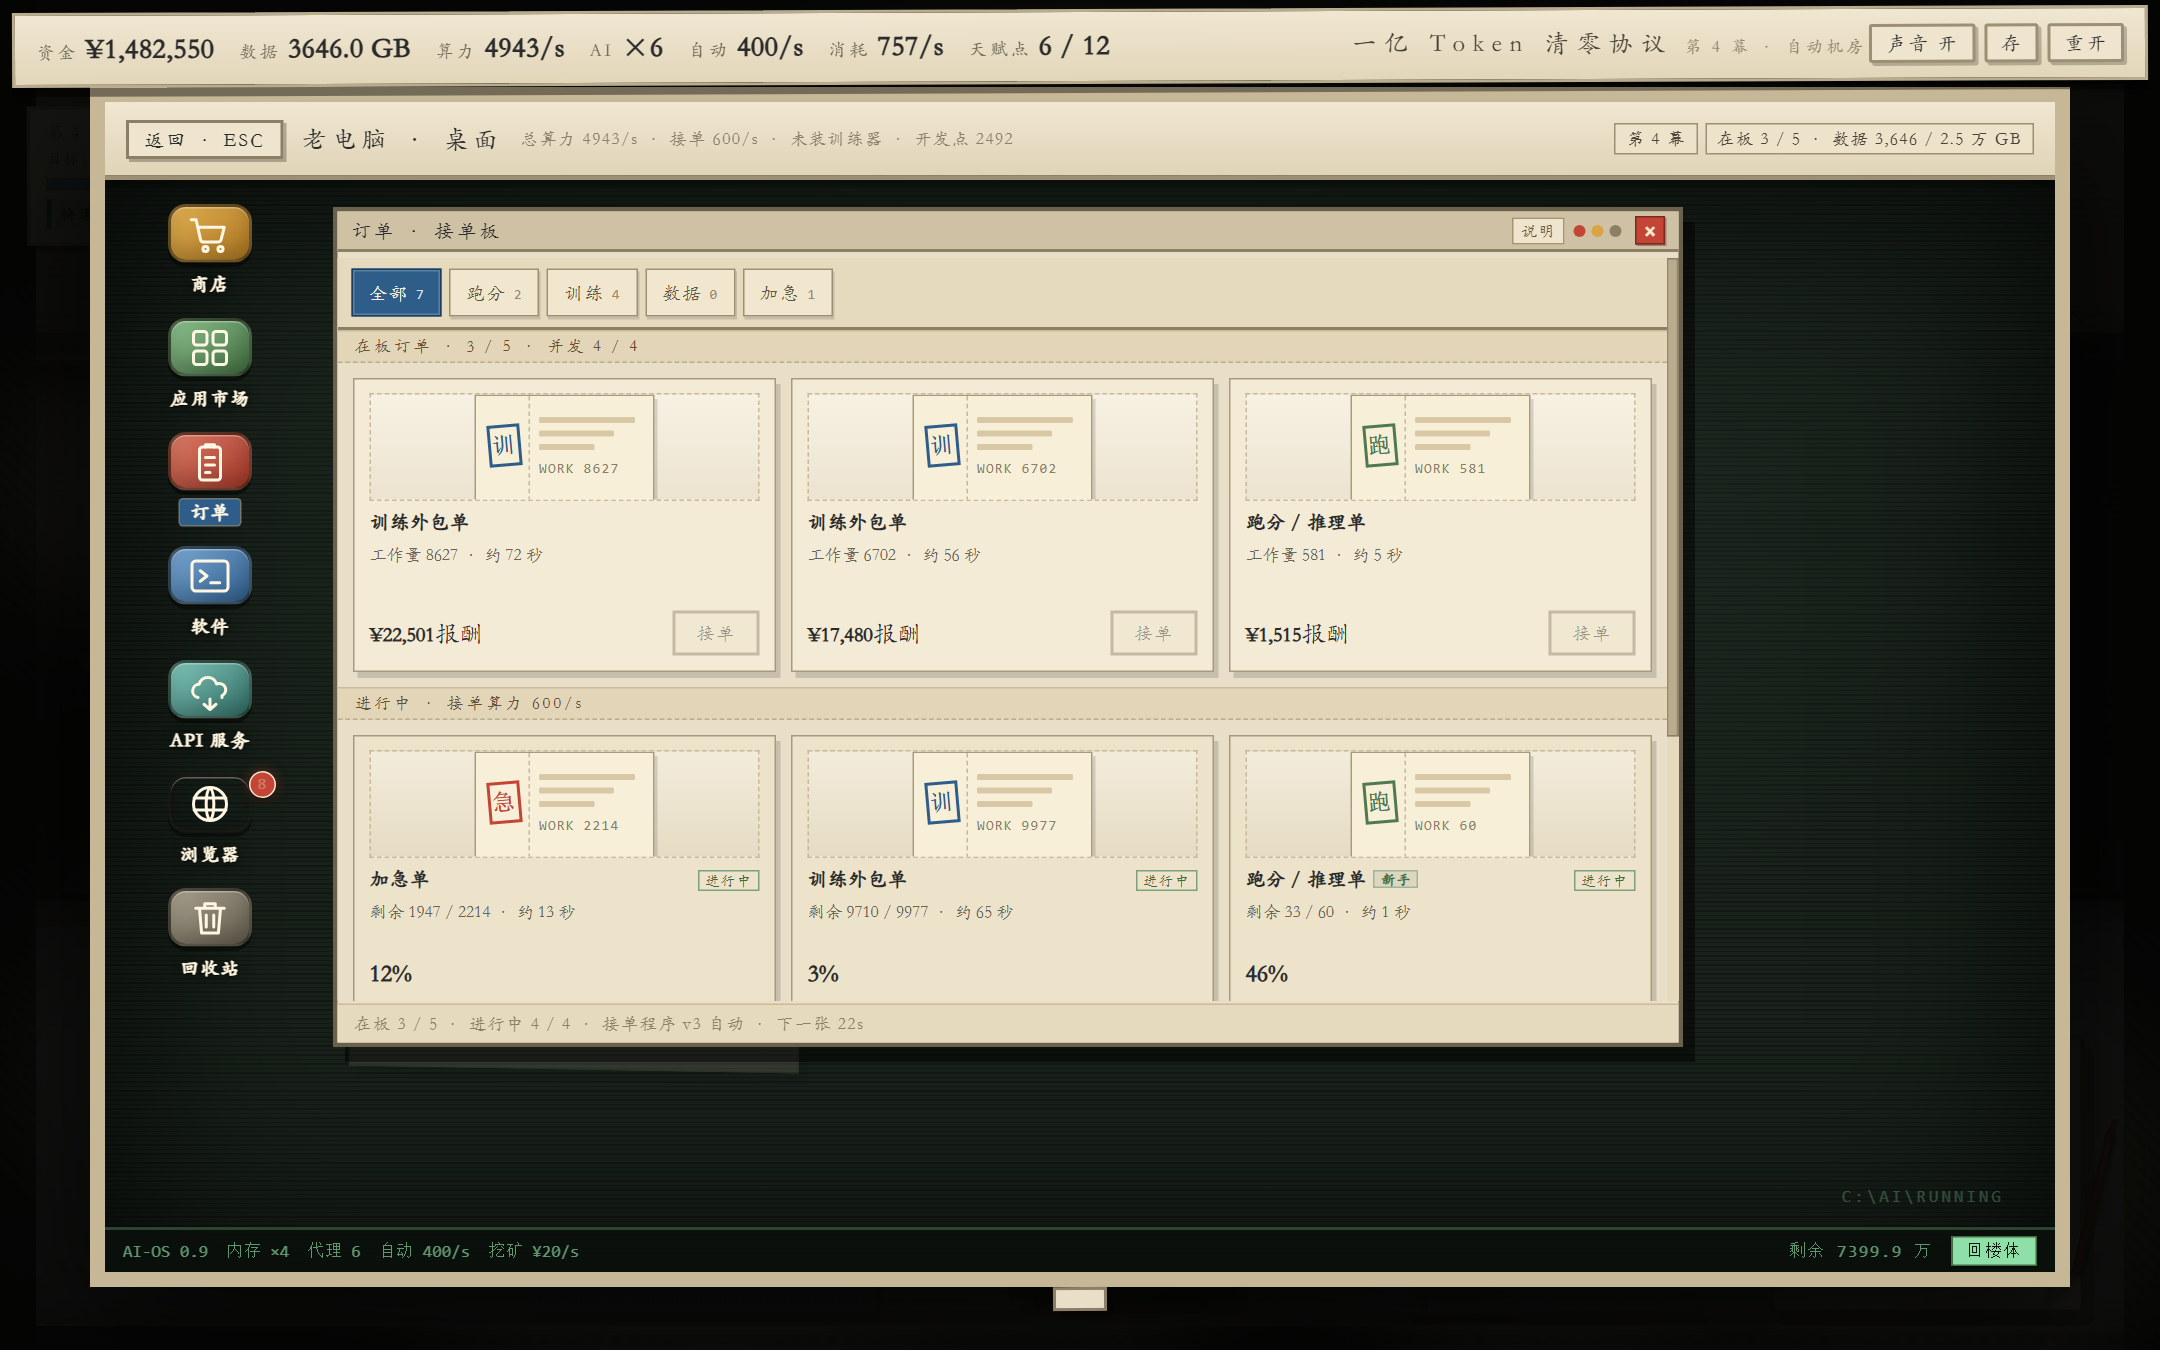 资金 ¥1,482,550 数据 3646.0 GB 算力 4943/s AI ×6 自动 400/s 消耗 757/s 天赋点 6 / 12 一亿 Token 清零协议 第 4 幕 · 自动机房 声音 开 存 重开
返回 · ESC 老电脑 · 桌面 总算力 4943/s · 接单 600/s · 未装训练器 · 开发点 2492 第 4 幕 在板 3 / 5 · 数据 3,646 / 2.5 万 GB
商店
应用市场
订单
软件
API 服务
8
浏览器
回收站
订单 · 接单板 说明 ×
全部 7 跑分 2 训练 4 数据 0 加急 1
在板订单 · 3 / 5 · 并发 4 / 4
训 WORK 8627
训练外包单
工作量 8627 · 约 72 秒
¥22,501报酬 接单
训 WORK 6702
训练外包单
工作量 6702 · 约 56 秒
¥17,480报酬 接单
跑 WORK 581
跑分 / 推理单
工作量 581 · 约 5 秒
¥1,515报酬 接单
进行中 · 接单算力 600/s
急 WORK 2214
加急单 进行中
剩余 1947 / 2214 · 约 13 秒
12%
训 WORK 9977
训练外包单 进行中
剩余 9710 / 9977 · 约 65 秒
3%
跑 WORK 60
跑分 / 推理单 新手 进行中
剩余 33 / 60 · 约 1 秒
46%
在板 3 / 5 · 进行中 4 / 4 · 接单程序 v3 自动 · 下一张 22s
C:\AI\RUNNING
AI-OS 0.9 内存 ×4 代理 6 自动 400/s 挖矿 ¥20/s 剩余 7399.9 万 回楼体